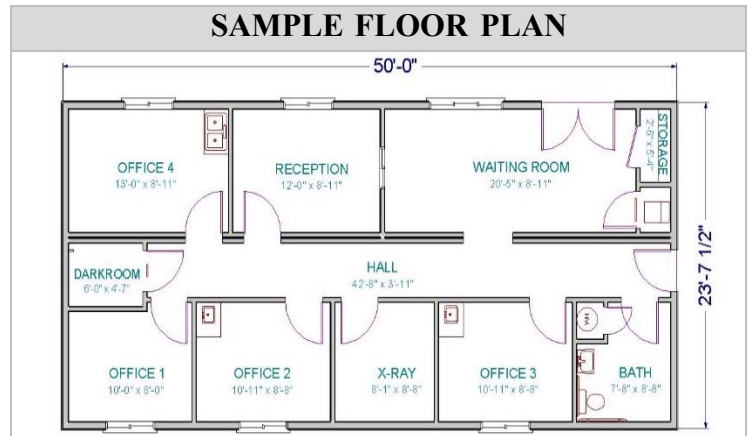 SAMPLE FLOOR PLAN
50'-0"
OFFICE 4
13'-0" x 8'-11"
RECEPTION
12'-0" x 8'-11"
WAITING ROOM
20'-5" x 8'-11"
STORAGE
2'-6" x 5'-4"
DARKROOM
6'-0" x 4'-7"
HALL
42'-8" x 3'-11"
23'-7 1/2"
OFFICE 1
10'-0" x 8'-0"
OFFICE 2
10'-11" x 8'-8"
X-RAY
8'-1" x 8'-8"
OFFICE 3
10'-11" x 8'-8"
BATH
7'-8" x 8'-8"